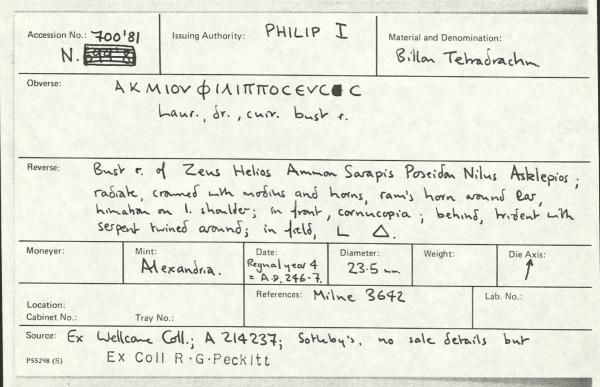 Accession No.: 700'81
N.
Issuing Authority: PHILIP I
Material and Denomination:
Billon Tetradrachm
Obverse: Α Κ Μ ΙΟV ΦΙΛΙΠΠΟC ΕVC C
Laur., dr., cuir. bust r.
Reverse: Bust r. of Zeus Helios Ammon Sarapis Poseidon Nilus Asklepios;
radiate, crowned with modius and horns, ram's horn around ear,
himation on l. shoulder; in front, cornucopia; behind, trident with
serpent twined around; in field, L Δ.
Moneyer:
Mint:
Alexandria.
Date:
Regnal year 4
= A.D. 246-7.
Diameter:
23.5 mm.
Weight:
Die Axis:
↑
Location:
Cabinet No.: Tray No.:
References: Milne 3642
Lab. No.:
Source: Ex Wellcome Coll.; A 214237; Sotheby's, no sale details but
P55298 (S) Ex Coll R·G·Peckitt